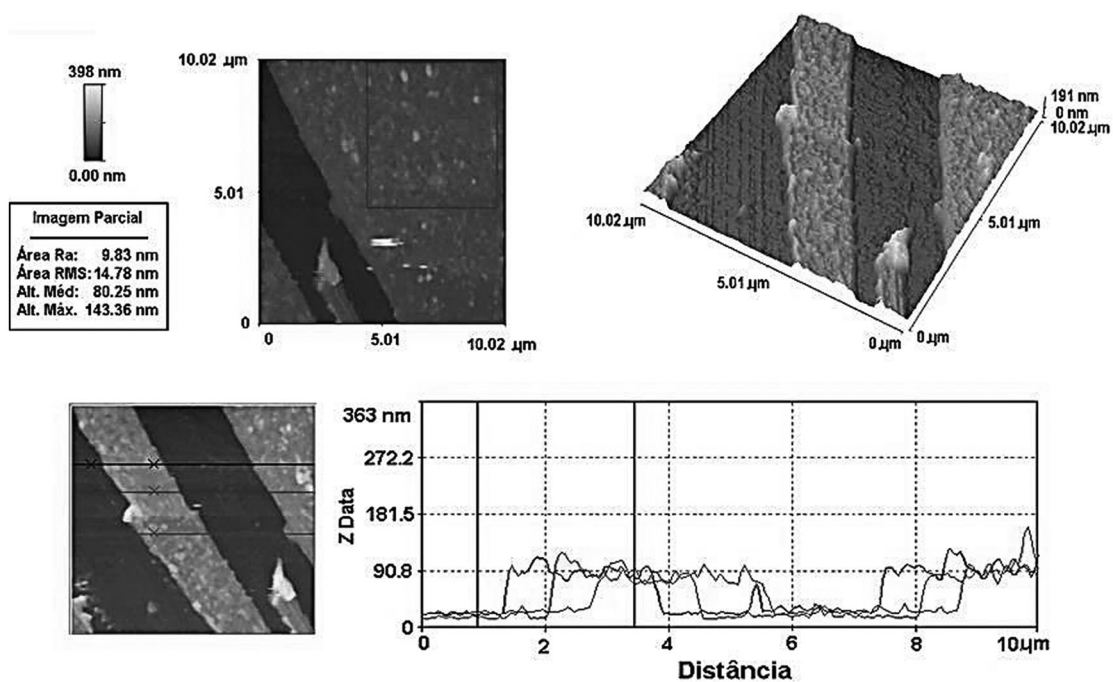 398 nm
0.00 nm
Imagem Parcial
Área Ra: 9.83 nm
Área RMS: 14.78 nm
Alt. Méd: 80.25 nm
Alt. Máx. 143.36 nm
10.02 µm
5.01
0
0
5.01
10.02 µm
191 nm
0 nm
10.02 µm
5.01 µm
0 µm
10.02 µm
5.01 µm
0 µm
363 nm
272.2
181.5
90.8
0
Z Data
0
2
4
6
8
10µm
Distância